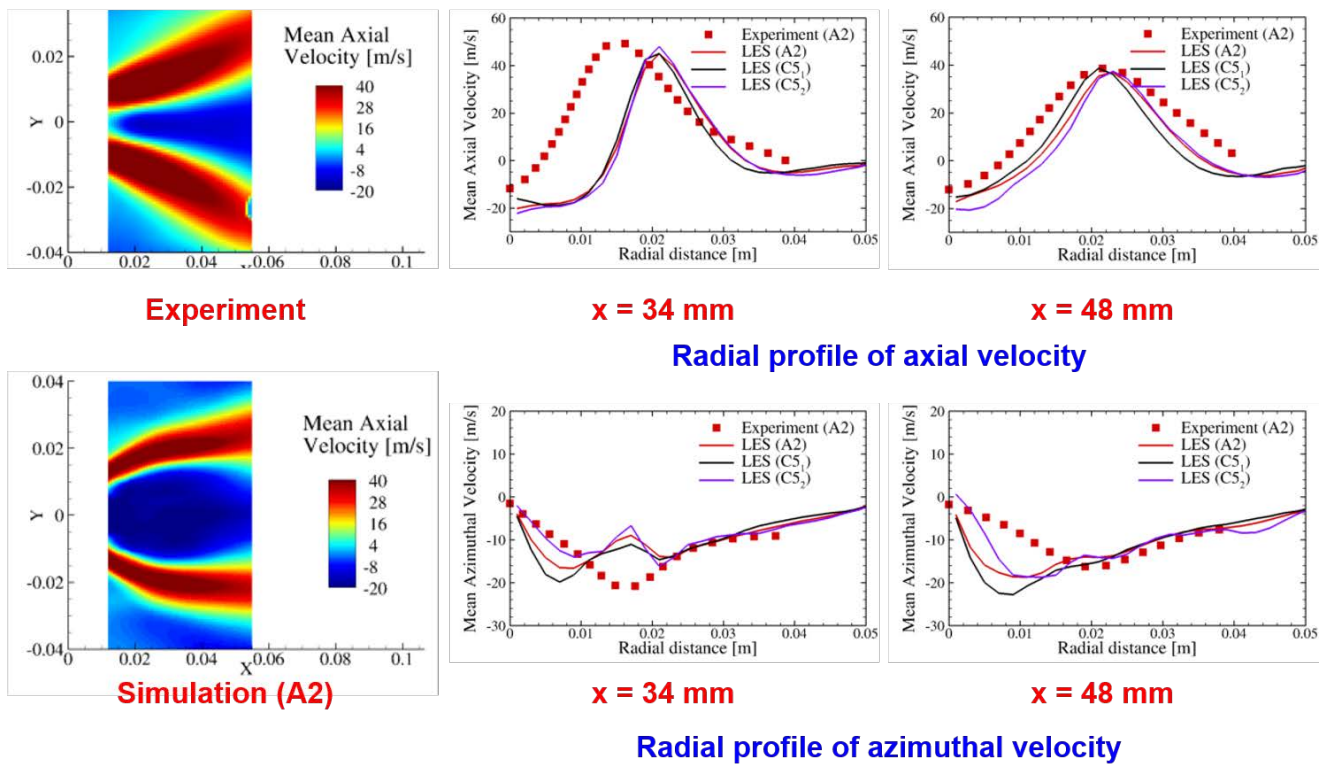 0.02
0
-0.02
-0.04
Y
0
0.02
0.04
0.06
0.08
0.1
Mean Axial
Velocity [m/s]
40
28
16
4
-8
-20
60
40
20
0
-20
Mean Axial Velocity [m/s]
Experiment (A2)
LES (A2)
LES (C5₁)
LES (C5₂)
0
0.01
0.02
0.03
0.04
0.05
Radial distance [m]
60
40
20
0
-20
Mean Axial Velocity [m/s]
Experiment (A2)
LES (A2)
LES (C5₁)
LES (C5₂)
0
0.01
0.02
0.03
0.04
0.05
Radial distance [m]
Experiment
x = 34 mm
x = 48 mm
Radial profile of axial velocity
0.04
0.02
0
-0.02
-0.04
Y
0
0.02
0.04
0.06
0.08
0.1
X
Mean Axial
Velocity [m/s]
40
28
16
4
-8
-20
20
10
0
-10
-20
-30
Mean Azimuthal Velocity [m/s]
Experiment (A2)
LES (A2)
LES (C5₁)
LES (C5₂)
0
0.01
0.02
0.03
0.04
0.05
Radial distance [m]
20
10
0
-10
-20
-30
Mean Azimuthal Velocity [m/s]
Experiment (A2)
LES (A2)
LES (C5₁)
LES (C5₂)
0
0.01
0.02
0.03
0.04
0.05
Radial distance [m]
Simulation (A2)
x = 34 mm
x = 48 mm
Radial profile of azimuthal velocity